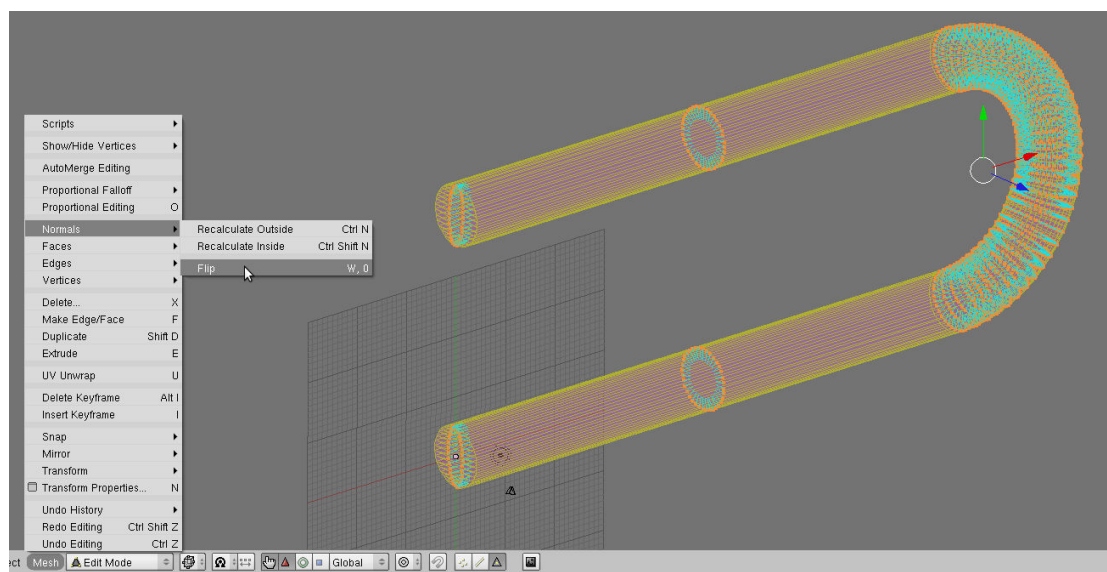 Scripts
Show/Hide Vertices
AutoMerge Editing
Proportional Falloff
Proportional Editing O
Normals
Recalculate Outside Ctrl N
Recalculate Inside Ctrl Shift N
Flip W, 0
Faces
Edges
Vertices
Delete... X
Make Edge/Face F
Duplicate Shift D
Extrude E
UV Unwrap U
Delete Keyframe Alt I
Insert Keyframe I
Snap
Mirror
Transform
Transform Properties... N
Undo History
Redo Editing Ctrl Shift Z
Undo Editing Ctrl Z
ect Mesh Edit Mode Global